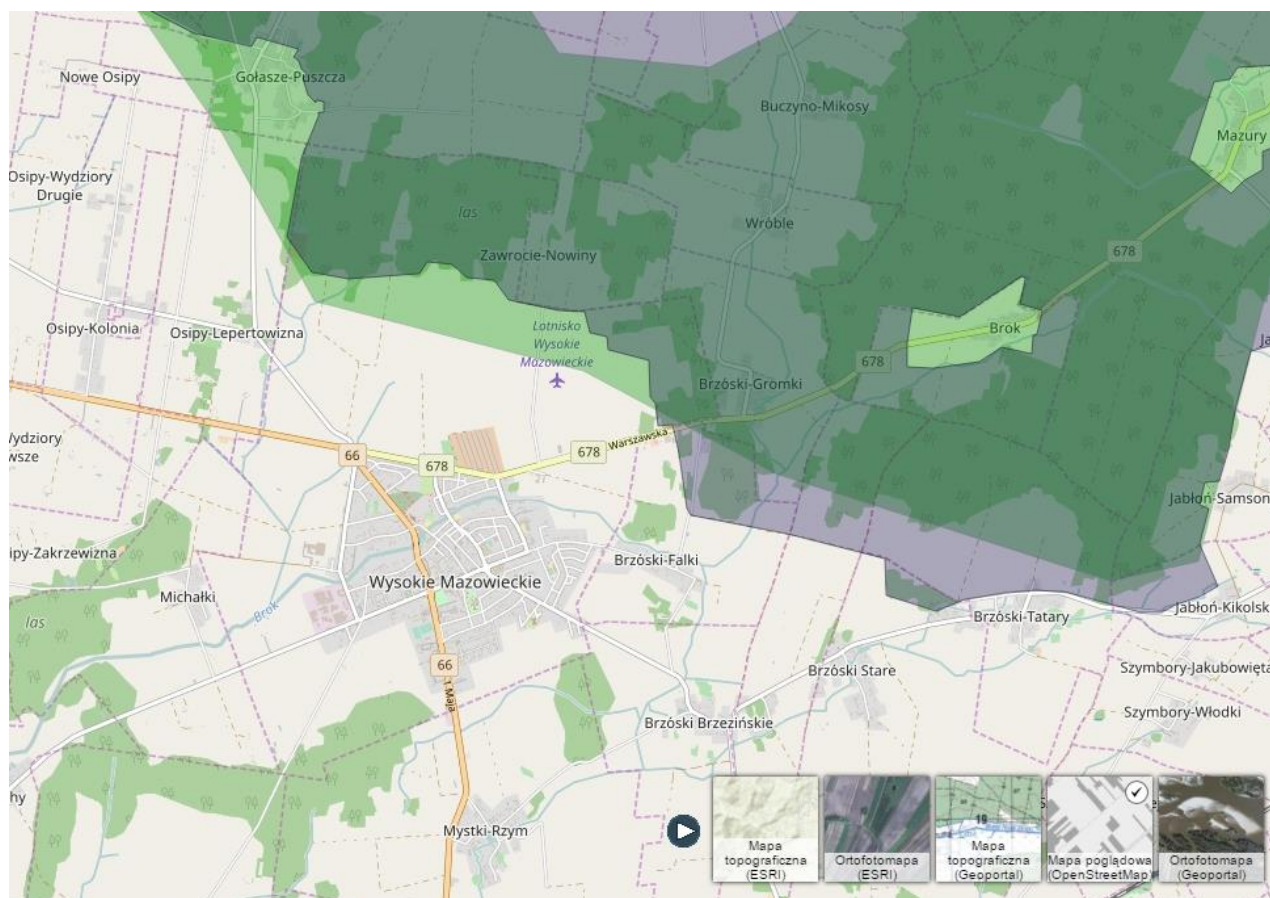 Nowe Osipy
Gołasze-Puszcza
Buczyno-Mikosy
Mazury
Osipy-Wydziory
Drugie
las
Wróble
Zawrocie-Nowiny
678
Osipy-Kolonia
Osipy-Lepertowizna
Lotnisko
Wysokie
Mazowieckie
Brok
678
Brzóski-Gromki
Warszawska
678
66
678
Jabłoń-Samson
Michałki
Brok
las
Wysokie Mazowieckie
Brzóski-Falki
Brzóski-Tatary
Jabłoń-Kikolsk
66
1 Maja
Brzóski Stare
Szymbory-Jakubowięta
Brzóski Brzezińskie
Szymbory-Włodki
Mystki-Rzym
Mapa
topograficzna
(ESRI)
Ortofotomapa
(ESRI)
Mapa
topograficzna
(Geoportal)
Mapa poglądowa
(OpenStreetMap)
Ortofotomapa
(Geoportal)